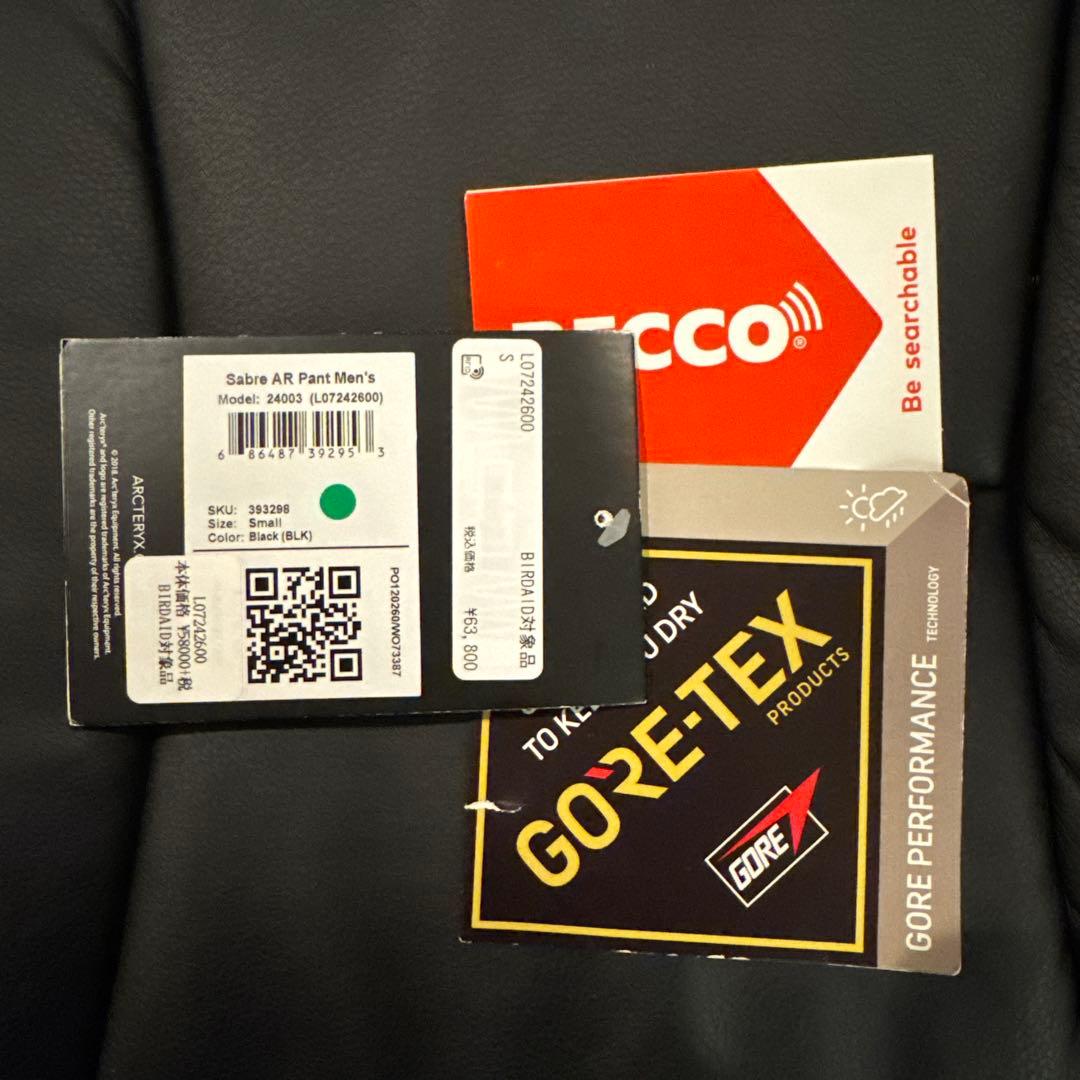 Sabre AR Pant Men's
Model: 24003 (L07242600)
6 86487 39295 3
SKU: 393298
Size: Small
Color: Black (BLK)
PO120260/WO73387
© 2018 Arc'teryx Equipment. All rights reserved.
Arc'teryx® and logo are registered trademarks of Arc'teryx Equipment.
Other registered trademarks are the property of their respective owners.
L07242600
本体価格 ¥58000+税
BIRDAID対象品
L07242600
S
BIRDAID対象品
税込価格 ¥63,800
CCO®
Be searchable
U DRY
TO KE
GORE-TEX
PRODUCTS
GORE
GORE PERFORMANCE TECHNOLOGY